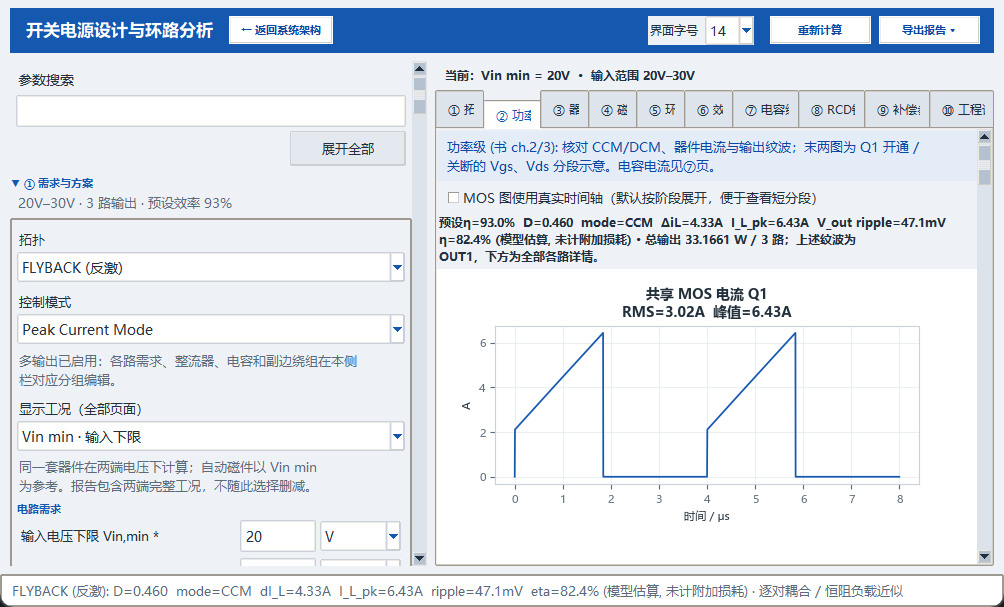 开关电源设计与环路分析
← 返回系统架构
界面字号
14
重新计算
导出报告
参数搜索
展开全部
① 需求与方案
20V–30V · 3 路输出 · 预设效率 93%
拓扑
FLYBACK (反激)
控制模式
Peak Current Mode
多输出已启用：各路需求、整流器、电容和副边绕组在本侧
栏对应分组编辑。
显示工况（全部页面）
Vin min · 输入下限
同一套器件在两端电压下计算；自动磁件以 Vin min
为参考。报告包含两端完整工况，不随此选择删减。
电路需求
输入电压下限 Vin,min *
20
V
当前：Vin min = 20V • 输入范围 20V–30V
① 拓
② 功率
③ 器
④ 磁
⑤ 环
⑥ 效
⑦ 电容纹
⑧ RCD
⑨ 补偿
⑩ 工程
功率级 (书 ch.2/3): 核对 CCM/DCM、器件电流与输出纹波；末两图为 Q1 开通 /
关断的 Vgs、Vds 分段示意。电容电流见⑦页。
MOS 图使用真实时间轴（默认按阶段展开，便于查看短分段）
预设η=93.0% D=0.460 mode=CCM ΔiL=4.33A I_L_pk=6.43A V_out ripple=47.1mV
η=82.4% (模型估算, 未计附加损耗) • 总输出 33.1661 W / 3 路；上述纹波为
OUT1，下方为全部各路详情。
共享 MOS 电流 Q1
RMS=3.02A 峰值=6.43A
6
4
2
0
A
0 1 2 3 4 5 6 7 8
时间 / μs
FLYBACK (反激): D=0.460 mode=CCM dI_L=4.33A I_L_pk=6.43A ripple=47.1mV eta=82.4% (模型估算, 未计附加损耗) · 逐对耦合 / 恒阻负载近似